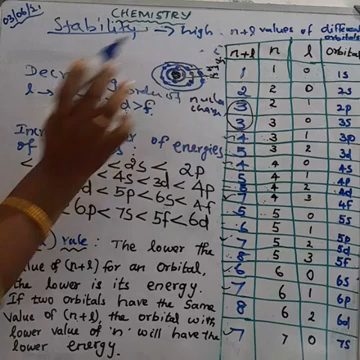 03/06/21
CHEMISTRY
Stability → high
order of nuclear
charge
> d > f
of energies
< 2s < 2p
< 4s < 3d < 4p
< 5p < 6s < 4f
< 6p < 7s < 5f < 6d
rule : The lower the
value of (n+l) for an Orbital,
the lower is its energy.
If two orbitals have the same
value of (n+l), the orbital with
lower value of 'n' will have the
lower energy.
n+l values of different
orbitals
n+l n l Orbital
1 1 0 1s
2 2 0 2s
3 2 1 2p
3 3 0 3s
4 3 1 3p
5 3 2 3d
4 4 0 4s
5 4 1 4p
4 2 4d
7 4 3 4f
5 5 0 5s
6 5 1 5p
7 5 2 5d
8 5 3 5f
6 6 0 6s
7 6 1 6p
8 6 2 6d
7 7 0 7s